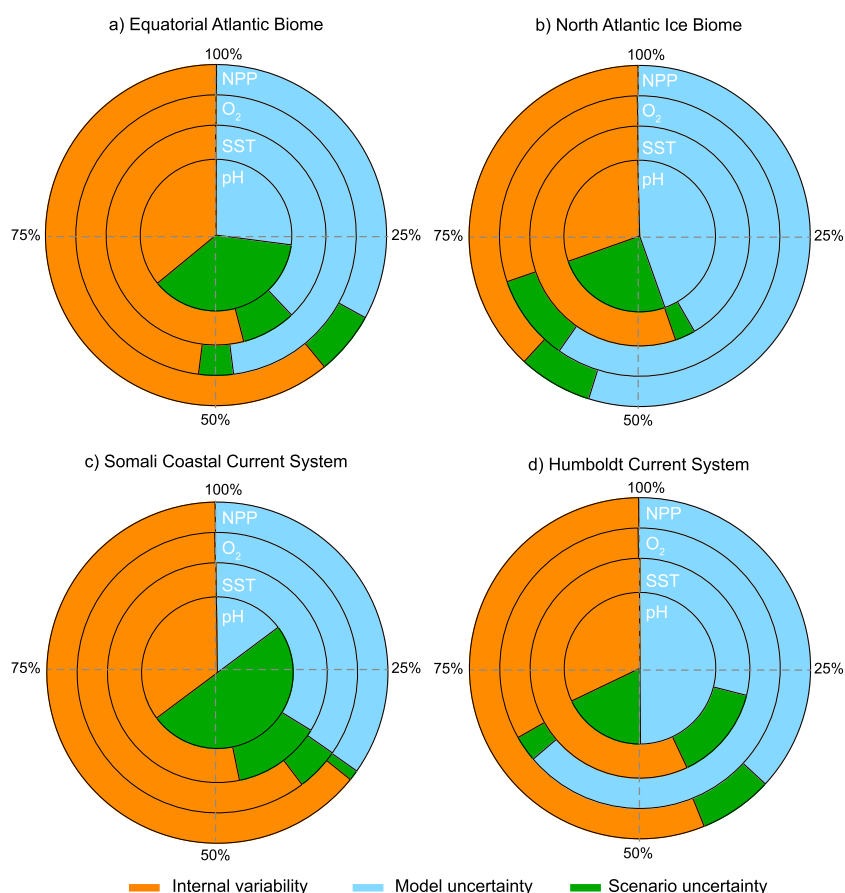 a) Equatorial Atlantic Biome
b) North Atlantic Ice Biome
100%
100%
NPP
NPP
O2
O2
SST
SST
pH
pH
75%
25%
75%
25%
50%
50%
c) Somali Coastal Current System
d) Humboldt Current System
100%
100%
NPP
NPP
O2
O2
SST
SST
pH
pH
75%
25%
75%
25%
50%
50%
Internal variability
Model uncertainty
Scenario uncertainty